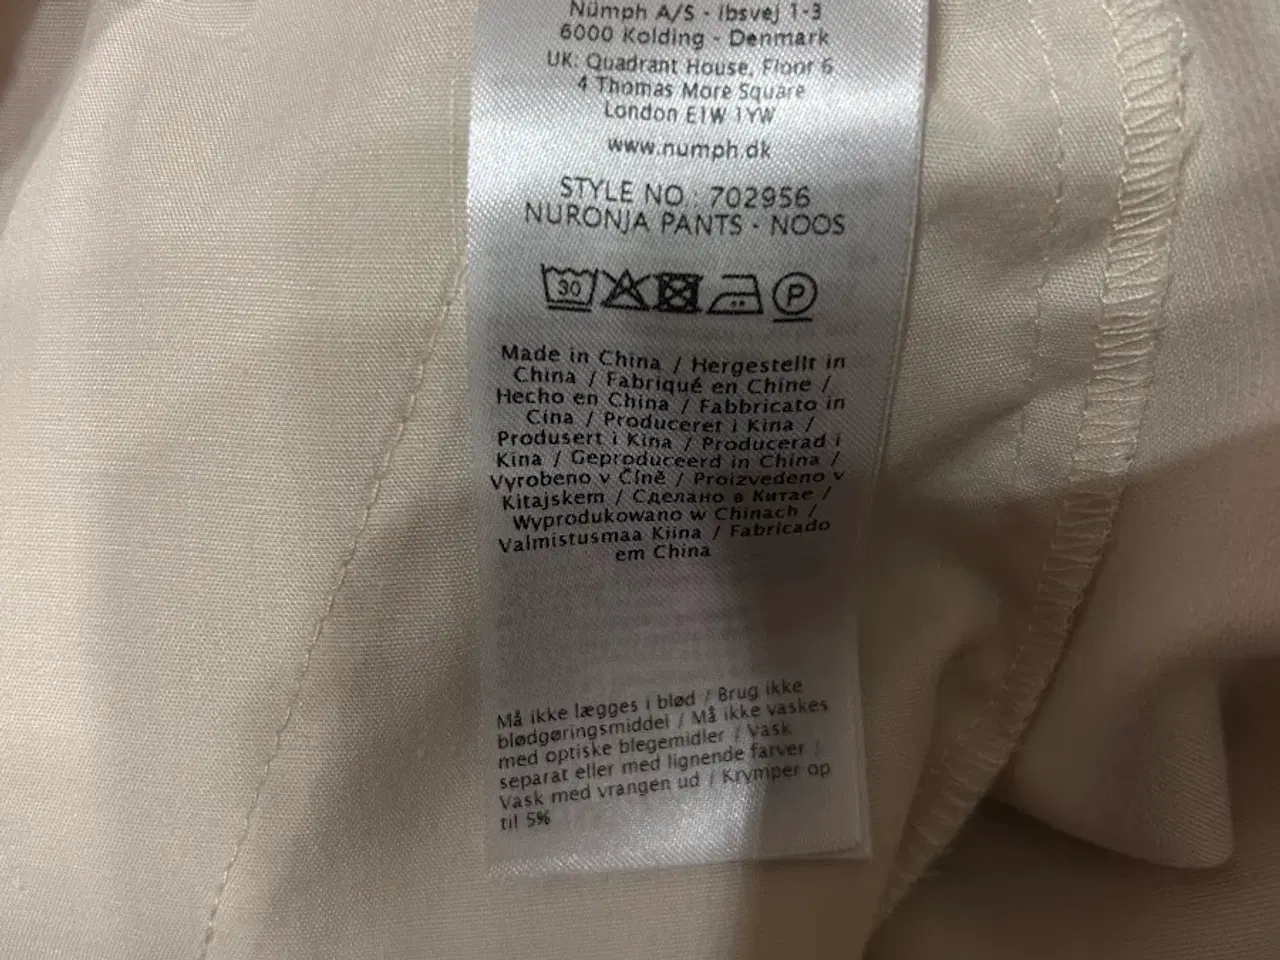 Nümph A/S - Ibsvej 1-3
6000 Kolding - Denmark
UK: Quadrant House, Floor 6
4 Thomas More Square
London E1W 1YW
www.numph.dk
STYLE NO.: 702956
NURONJA PANTS - NOOS
30 P
Made in China / Hergestellt in
China / Fabriqué en Chine /
Hecho en China / Fabbricato in
Cina / Produceret i Kina /
Produsert i Kina / Producerad i
Kina / Geproduceerd in China /
Vyrobeno v Číně / Proizvedeno v
Kitajskem / Сделано в Китае /
Wyprodukowano w Chinach /
Valmistusmaa Kiina / Fabricado
em China
Må ikke lægges i blød / Brug ikke
blødgøringsmiddel / Må ikke vaskes
med optiske blegemidler / Vask
separat eller med lignende farver /
Vask med vrangen ud / Krymper op
til 5%